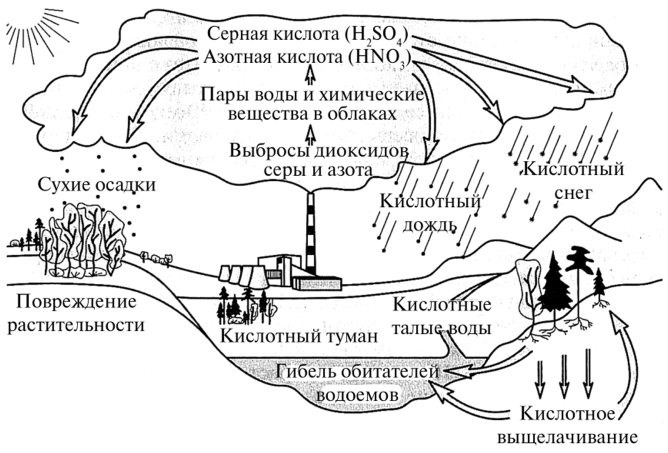 Серная кислота (H₂SO₄)
Азотная кислота (HNO₃)
Пары воды и химические
вещества в облаках
Выбросы диоксидов
серы и азота
Сухие осадки
Кислотный
дождь
Кислотный
снег
Повреждение
растительности
Кислотный туман
Кислотные
талые воды
Гибель обитателей
водоемов
Кислотное
выщелачивание